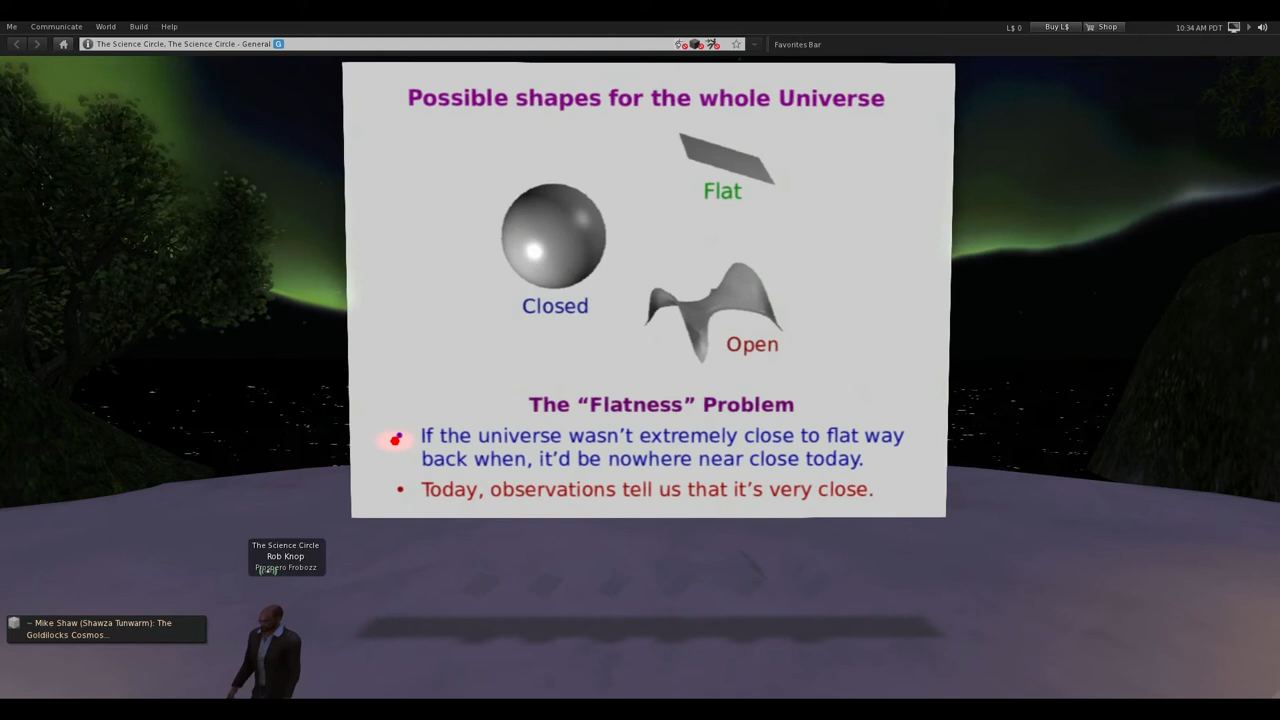 Me Communicate World Build Help
L$ 0 Buy L$ Shop 10:34 AM PDT
The Science Circle, The Science Circle - General G
Favorites Bar
Possible shapes for the whole Universe
Flat
Closed
Open
The “Flatness” Problem
If the universe wasn’t extremely close to flat way
back when, it’d be nowhere near close today.
• Today, observations tell us that it’s very close.
The Science Circle
Rob Knop
Prospero Frobozz
~ Mike Shaw (Shawza Tunwarm): The
Goldilocks Cosmos...